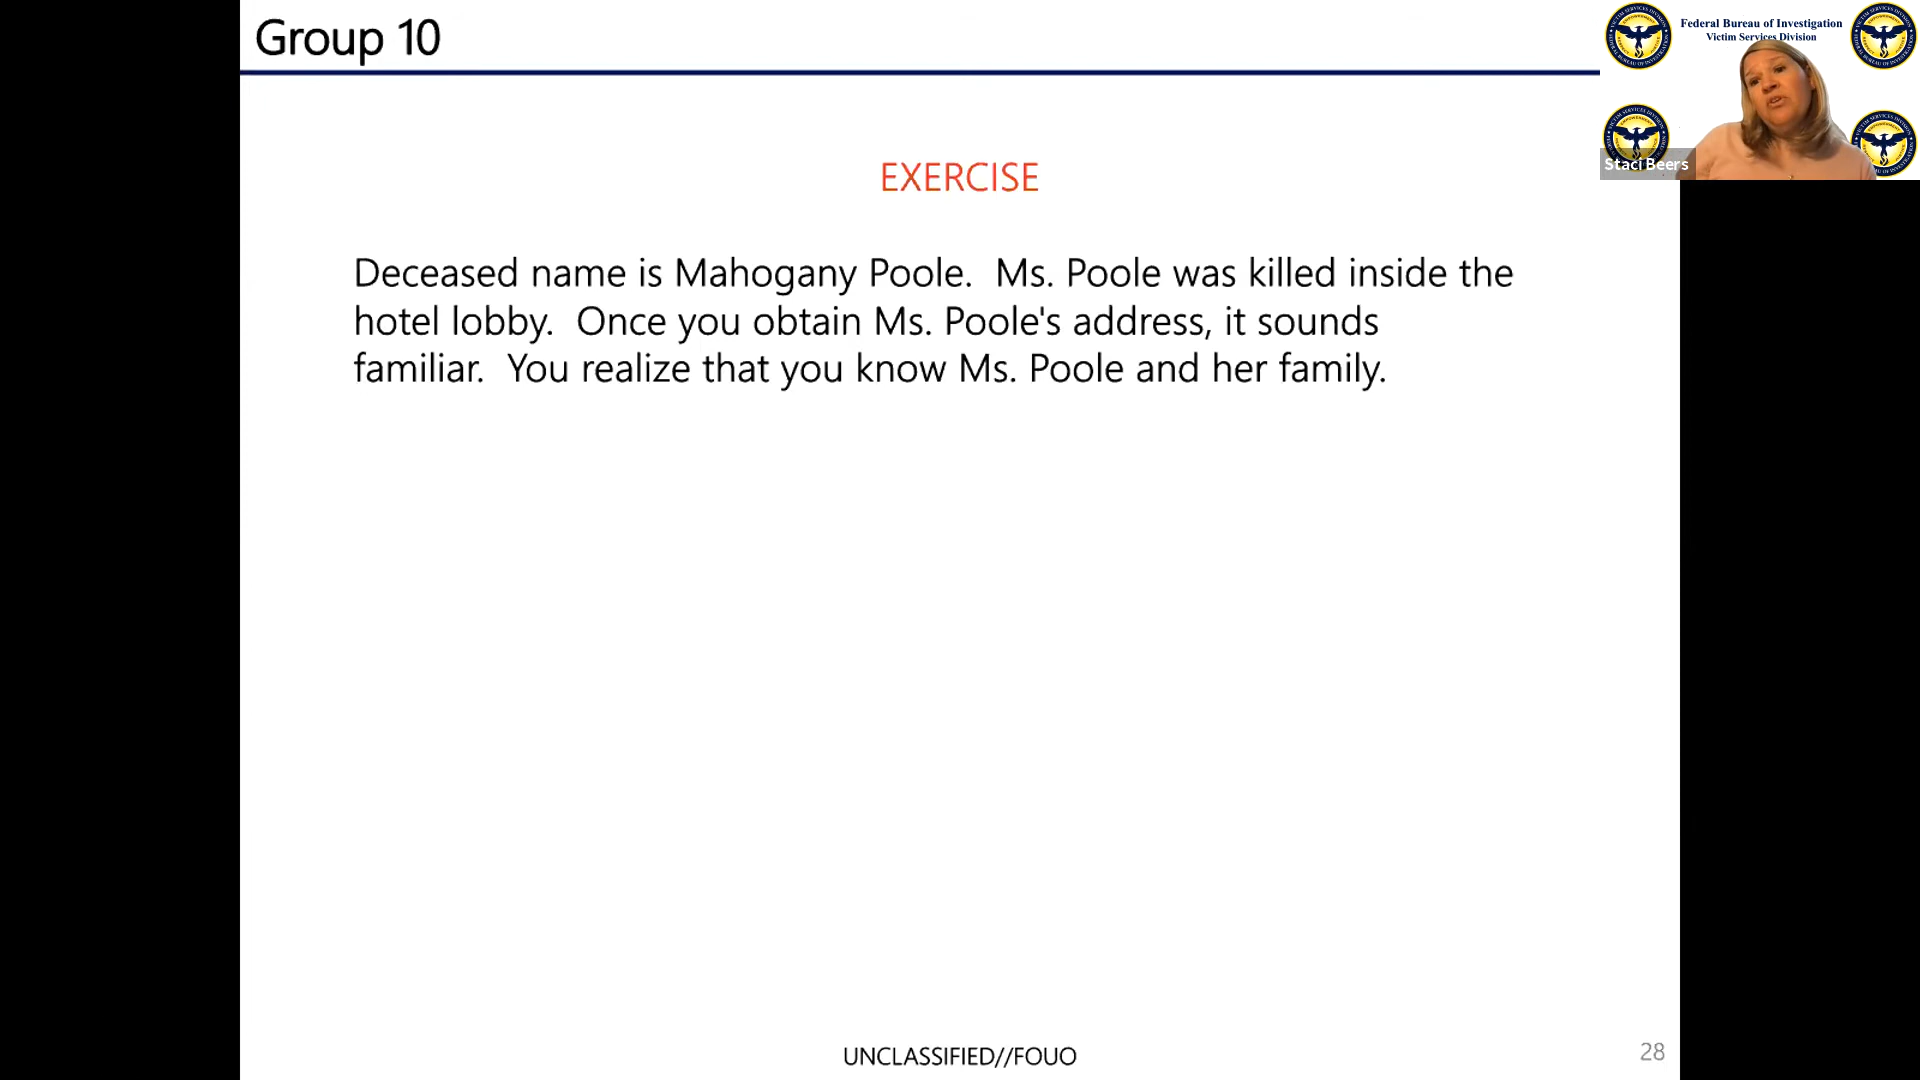 Group 10
Federal Bureau of Investigation
Victim Services Division
Staci Beers
EXERCISE
Deceased name is Mahogany Poole.  Ms. Poole was killed inside the
hotel lobby.  Once you obtain Ms. Poole's address, it sounds
familiar.  You realize that you know Ms. Poole and her family.
UNCLASSIFIED//FOUO
28